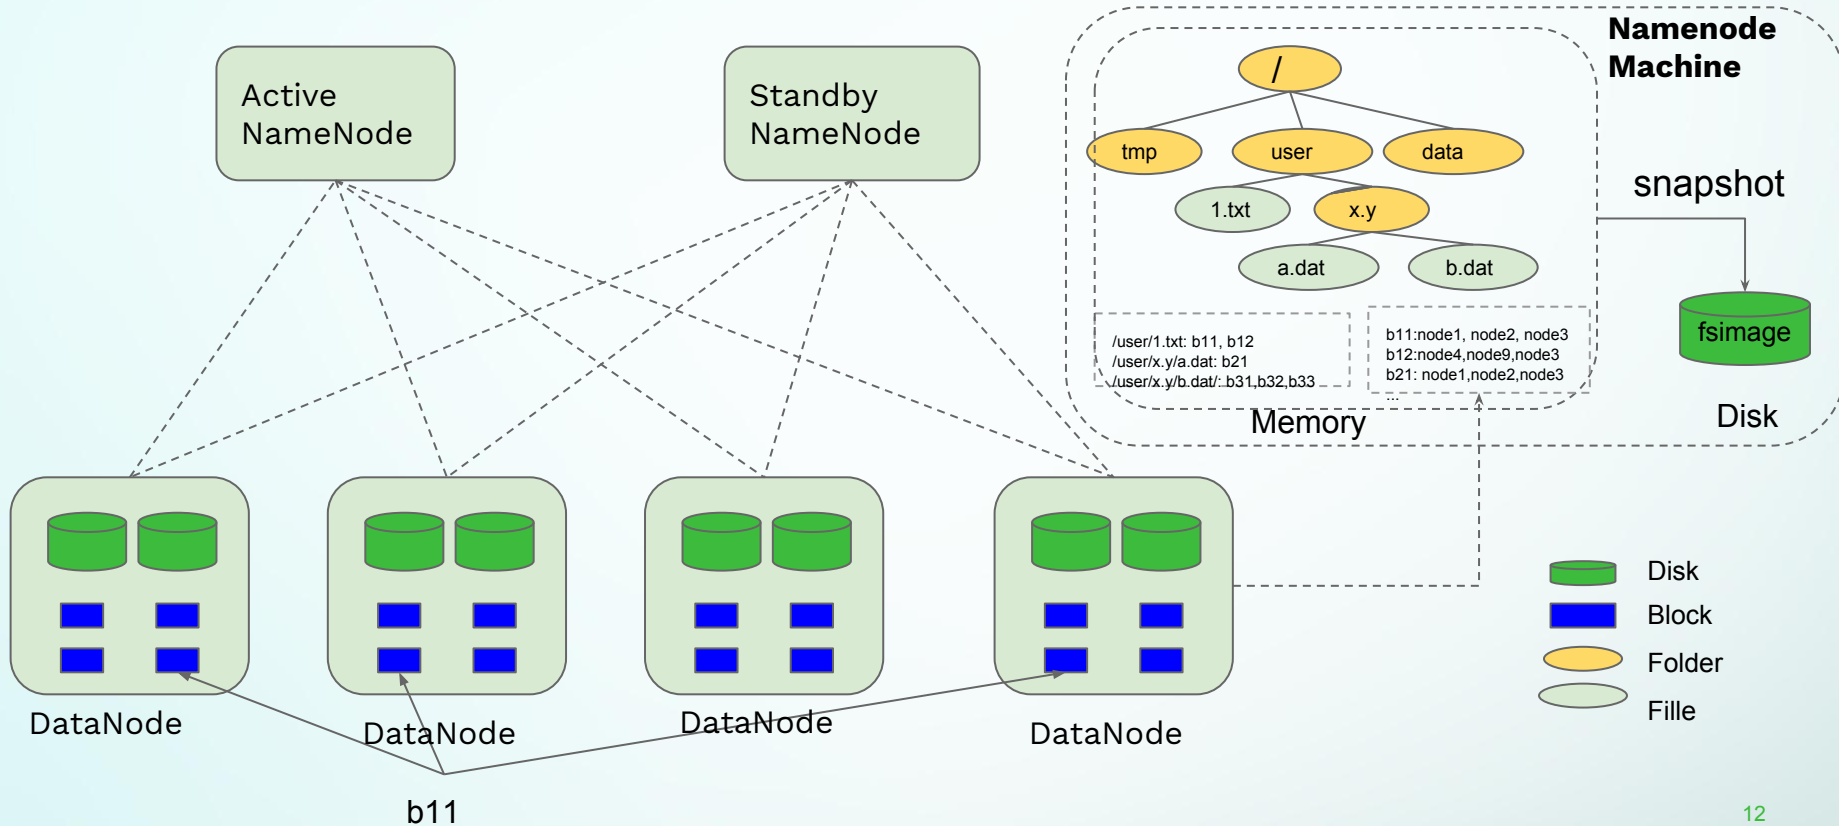 Active
NameNode
Standby
NameNode
Namenode
Machine
/
tmp
user
data
1.txt
x.y
a.dat
b.dat
snapshot
fsimage
/user/1.txt: b11, b12
/user/x.y/a.dat: b21
/user/x.y/b.dat/: b31,b32,b33
b11:node1, node2, node3
b12:node4,node9,node3
b21: node1,node2,node3
...
Memory
Disk
DataNode
DataNode
DataNode
DataNode
b11
Disk
Block
Folder
Fille
12